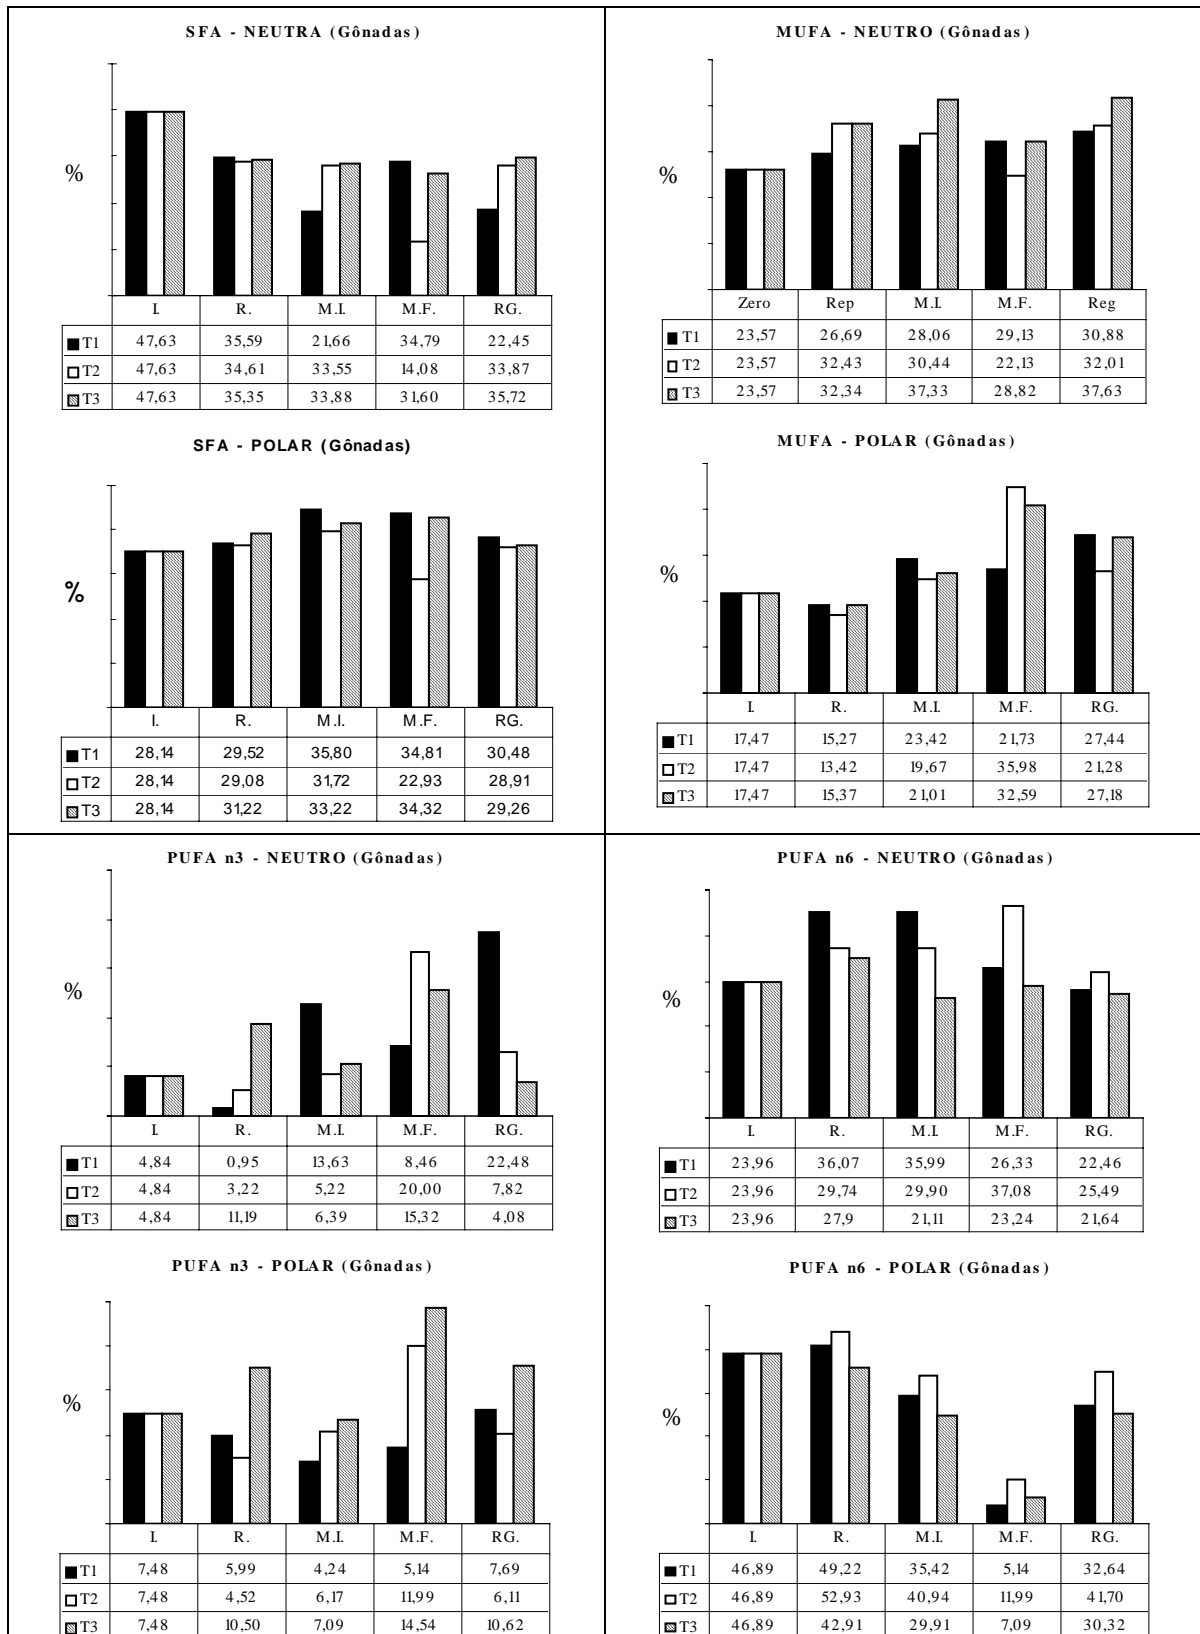 SFA - NEUTRA (Gônadas)
%
I. R. M.I. M.F. RG.
T1 47,63 35,59 21,66 34,79 22,45
T2 47,63 34,61 33,55 14,08 33,87
T3 47,63 35,35 33,88 31,60 35,72
SFA - POLAR (Gônadas)
%
I. R. M.I. M.F. RG.
T1 28,14 29,52 35,80 34,81 30,48
T2 28,14 29,08 31,72 22,93 28,91
T3 28,14 31,22 33,22 34,32 29,26
MUFA - NEUTRO (Gônadas)
%
Zero Rep M.I. M.F. Reg
T1 23,57 26,69 28,06 29,13 30,88
T2 23,57 32,43 30,44 22,13 32,01
T3 23,57 32,34 37,33 28,82 37,63
MUFA - POLAR (Gônadas)
%
I. R. M.I. M.F. RG.
T1 17,47 15,27 23,42 21,73 27,44
T2 17,47 13,42 19,67 35,98 21,28
T3 17,47 15,37 21,01 32,59 27,18
PUFA n3 - NEUTRO (Gônadas)
%
I. R. M.I. M.F. RG.
T1 4,84 0,95 13,63 8,46 22,48
T2 4,84 3,22 5,22 20,00 7,82
T3 4,84 11,19 6,39 15,32 4,08
PUFA n3 - POLAR (Gônadas)
%
I. R. M.I. M.F. RG.
T1 7,48 5,99 4,24 5,14 7,69
T2 7,48 4,52 6,17 11,99 6,11
T3 7,48 10,50 7,09 14,54 10,62
PUFA n6 - NEUTRO (Gônadas)
%
I. R. M.I. M.F. RG.
T1 23,96 36,07 35,99 26,33 22,46
T2 23,96 29,74 29,90 37,08 25,49
T3 23,96 27,9 21,11 23,24 21,64
PUFA n6 - POLAR (Gônadas)
%
I. R. M.I. M.F. RG.
T1 46,89 49,22 35,42 5,14 32,64
T2 46,89 52,93 40,94 11,99 41,70
T3 46,89 42,91 29,91 7,09 30,32